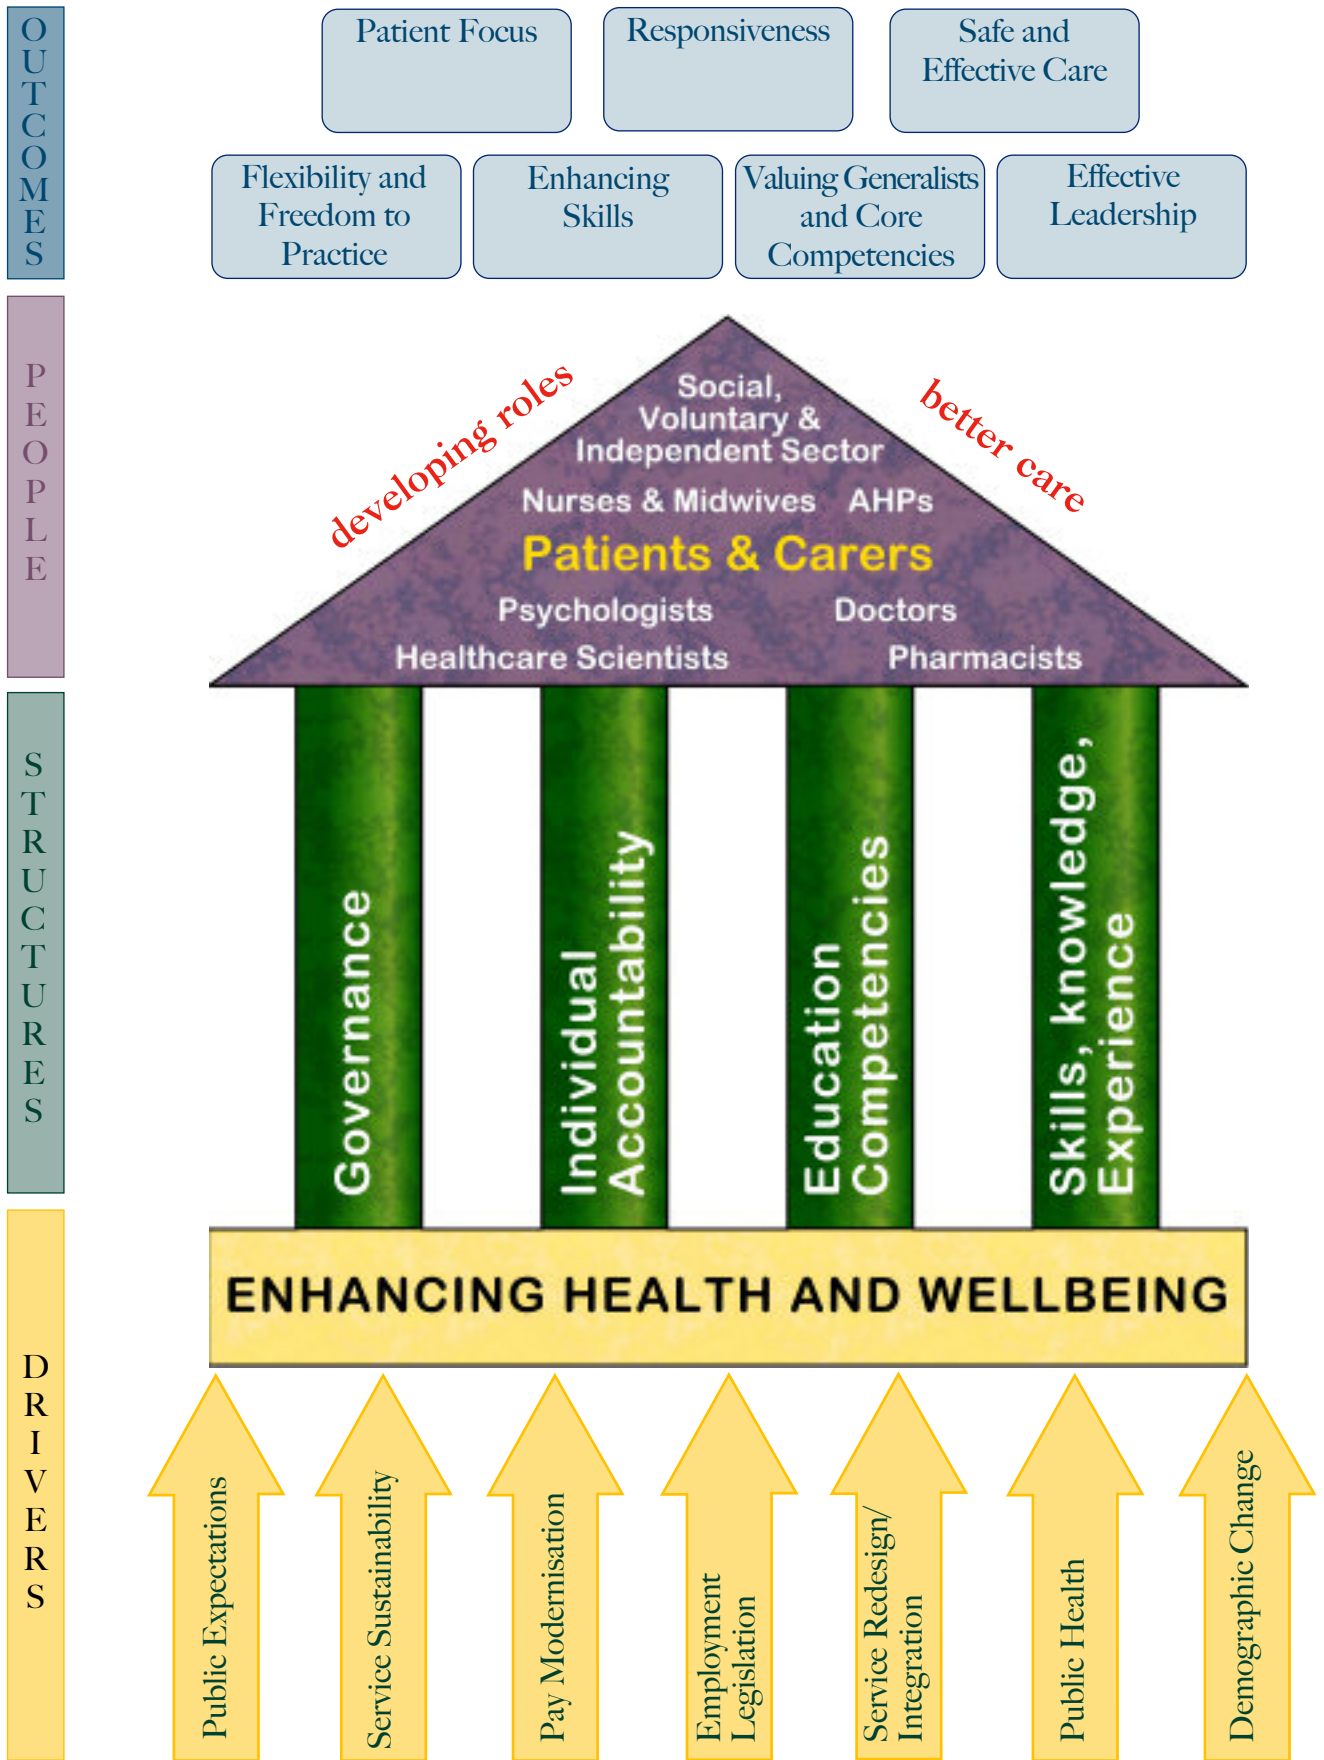 OUTCOMES
Patient Focus
Responsiveness
Safe and
Effective Care
Flexibility and
Freedom to
Practice
Enhancing
Skills
Valuing Generalists
and Core
Competencies
Effective
Leadership
PEOPLE
developing roles
better care
Social,
Voluntary &
Independent Sector
Nurses & Midwives AHPs
Patients & Carers
Psychologists Doctors
Healthcare Scientists Pharmacists
STRUCTURES
Governance
Individual
Accountability
Education
Competencies
Skills, knowledge,
Experience
ENHANCING HEALTH AND WELLBEING
DRIVERS
Public Expectations
Service Sustainability
Pay Modernisation
Employment
Legislation
Service Redesign/
Integration
Public Health
Demographic Change